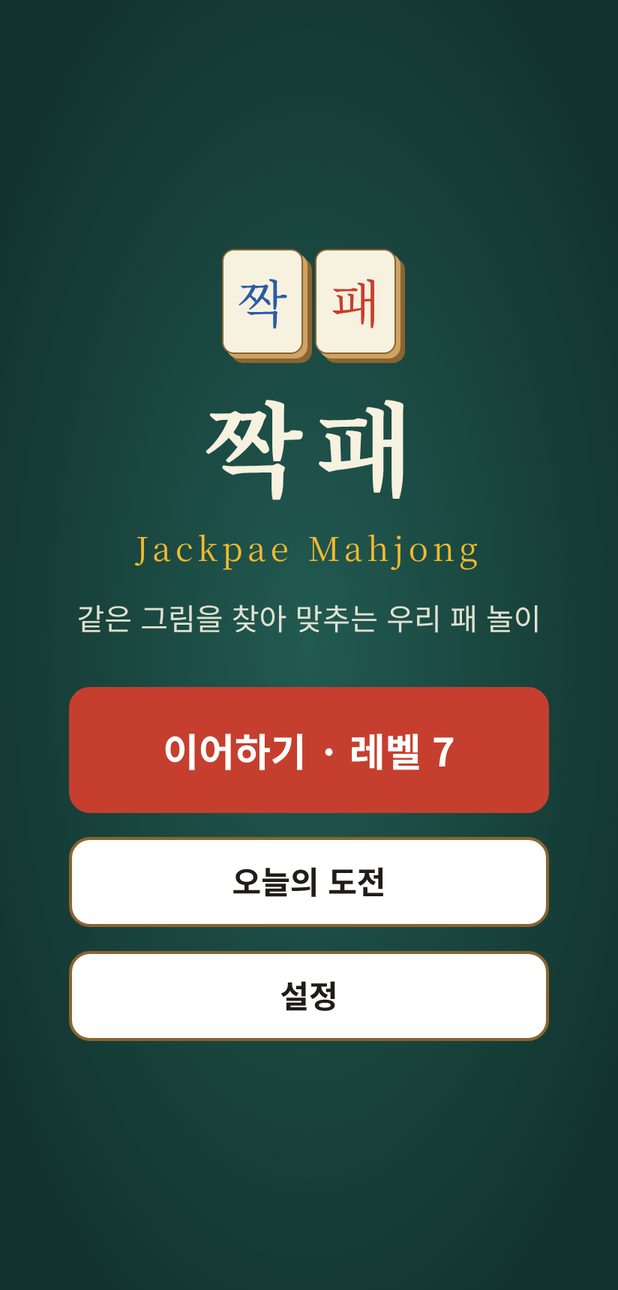 짝 패
짝패
Jackpae Mahjong
같은 그림을 찾아 맞추는 우리 패 놀이
이어하기 · 레벨 7
오늘의 도전
설정